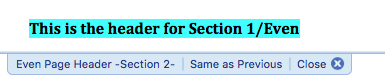 This is the header for Section 1/Even
Even Page Header -Section 2- Same as Previous Close